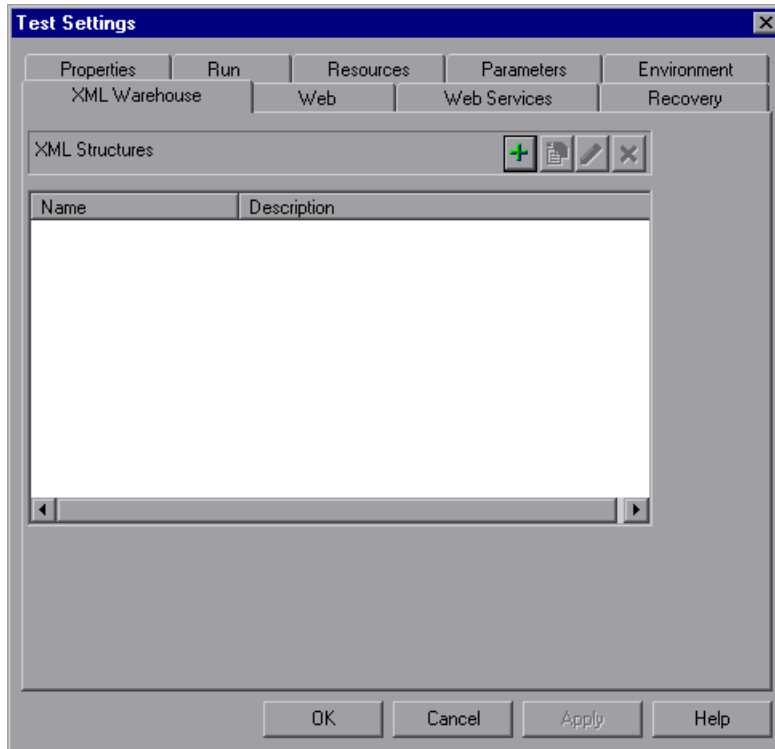 Test Settings
Properties Run Resources Parameters Environment
XML Warehouse Web Web Services Recovery
XML Structures
Name Description
OK Cancel Apply Help